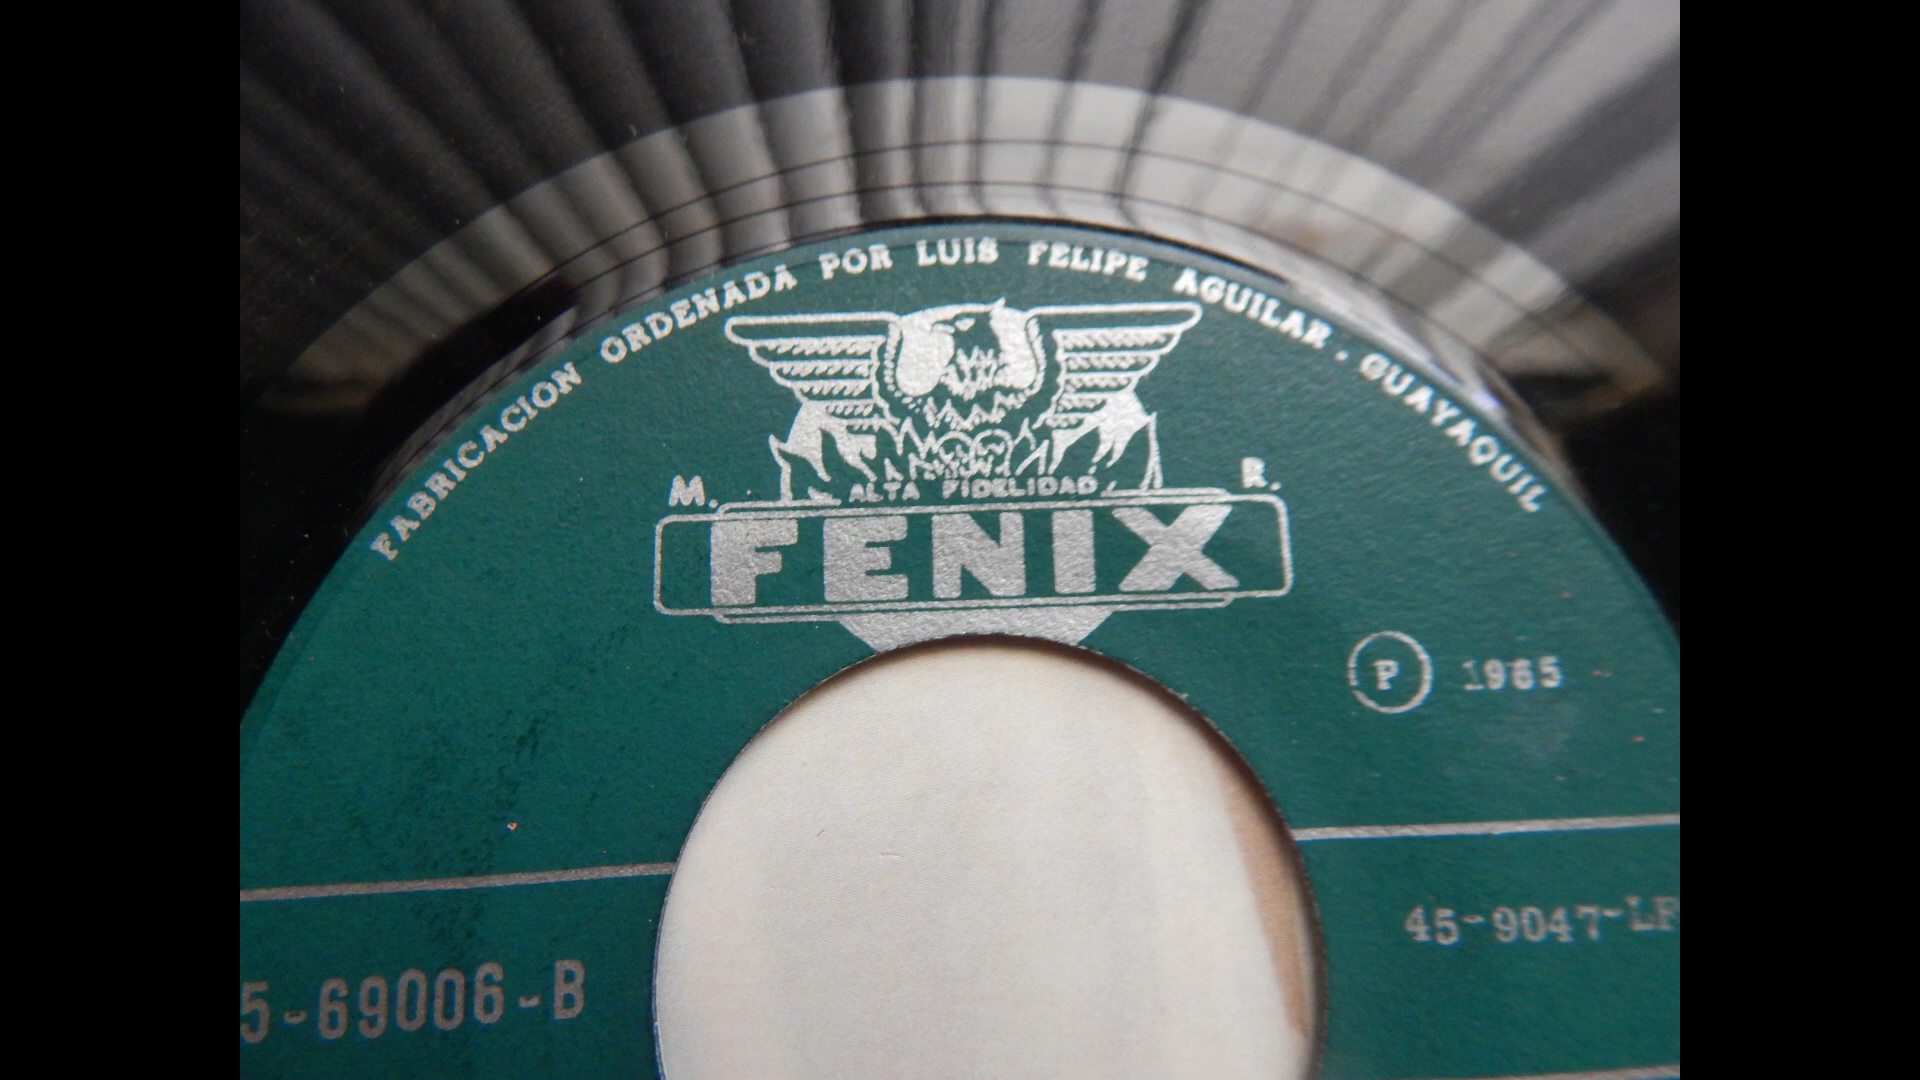 FABRICACION ORDENADA POR LUIS FELIPE AGUILAR . GUAYAQUIL
M. R.
ALTA FIDELIDAD
FENIX
P 1965
45-9047-LF
5-69006-B